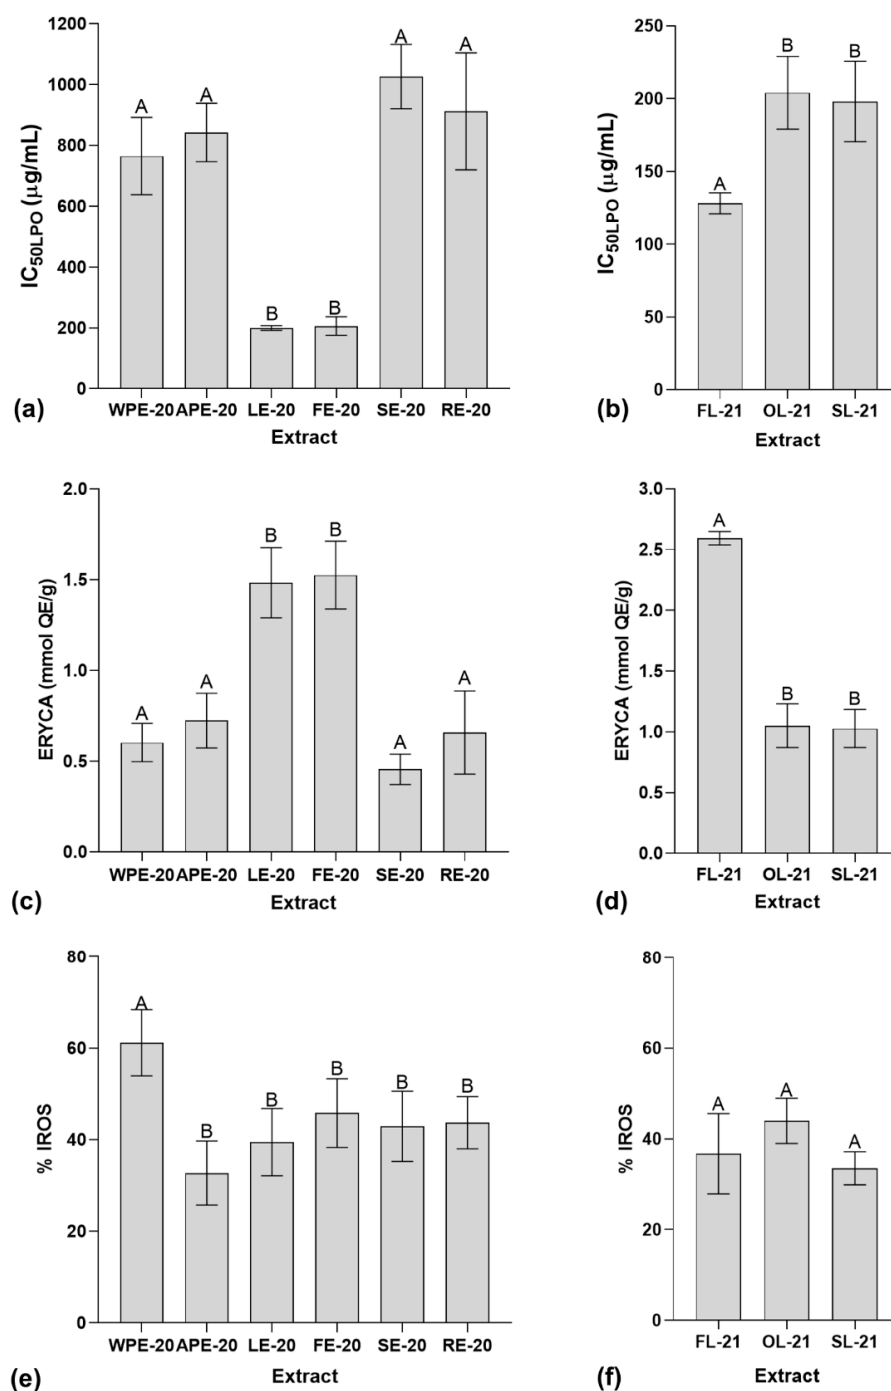 1200
1000
800
600
400
200
0
IC50LPO (µg/mL)
A
A
B
B
A
A
WPE-20 APE-20 LE-20 FE-20 SE-20 RE-20
Extract
(a)
250
200
150
100
50
0
IC50LPO (µg/mL)
A
B
B
FL-21 OL-21 SL-21
Extract
(b)
2.0
1.5
1.0
0.5
0.0
ERYCA (mmol QE/g)
A
A
B
B
A
A
WPE-20 APE-20 LE-20 FE-20 SE-20 RE-20
Extract
(c)
3.0
2.5
2.0
1.5
1.0
0.5
0.0
ERYCA (mmol QE/g)
A
B
B
FL-21 OL-21 SL-21
Extract
(d)
80
60
40
20
0
% IROS
A
B
B
B
B
B
WPE-20 APE-20 LE-20 FE-20 SE-20 RE-20
Extract
(e)
80
60
40
20
0
% IROS
A
A
A
FL-21 OL-21 SL-21
Extract
(f)